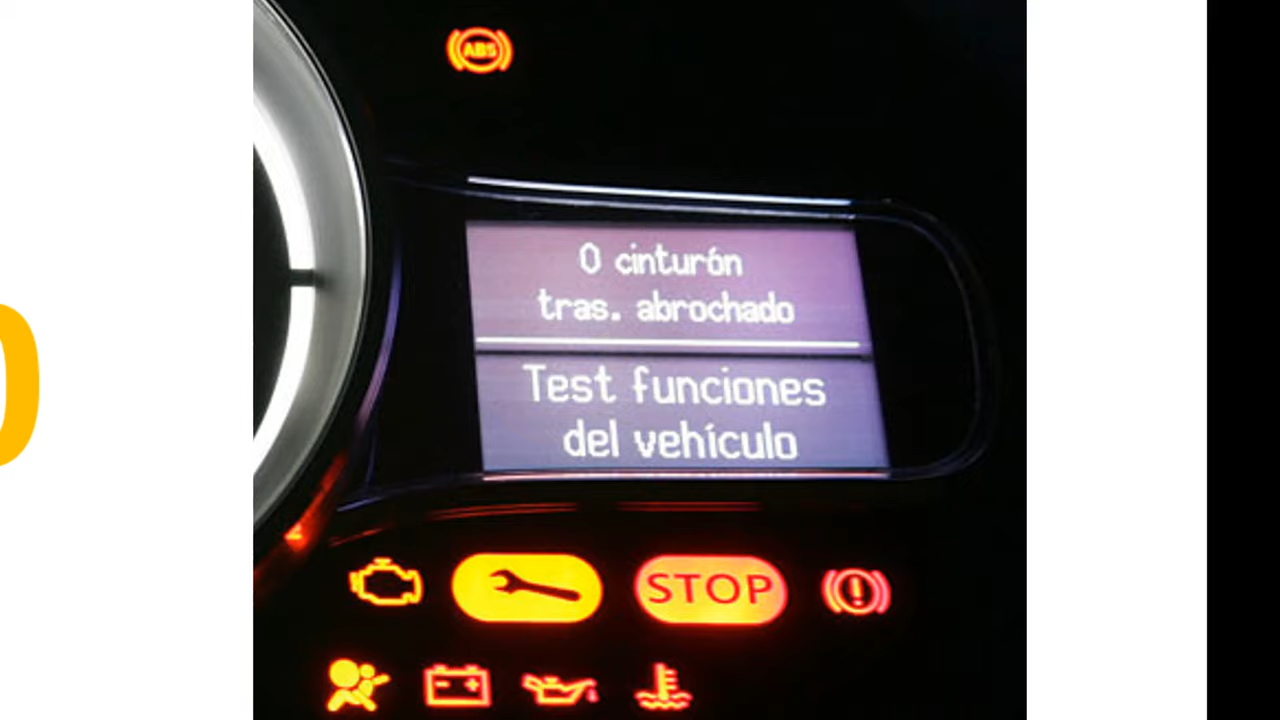 ABS
0 cinturón
tras. abrochado
Test funciones
del vehículo
STOP